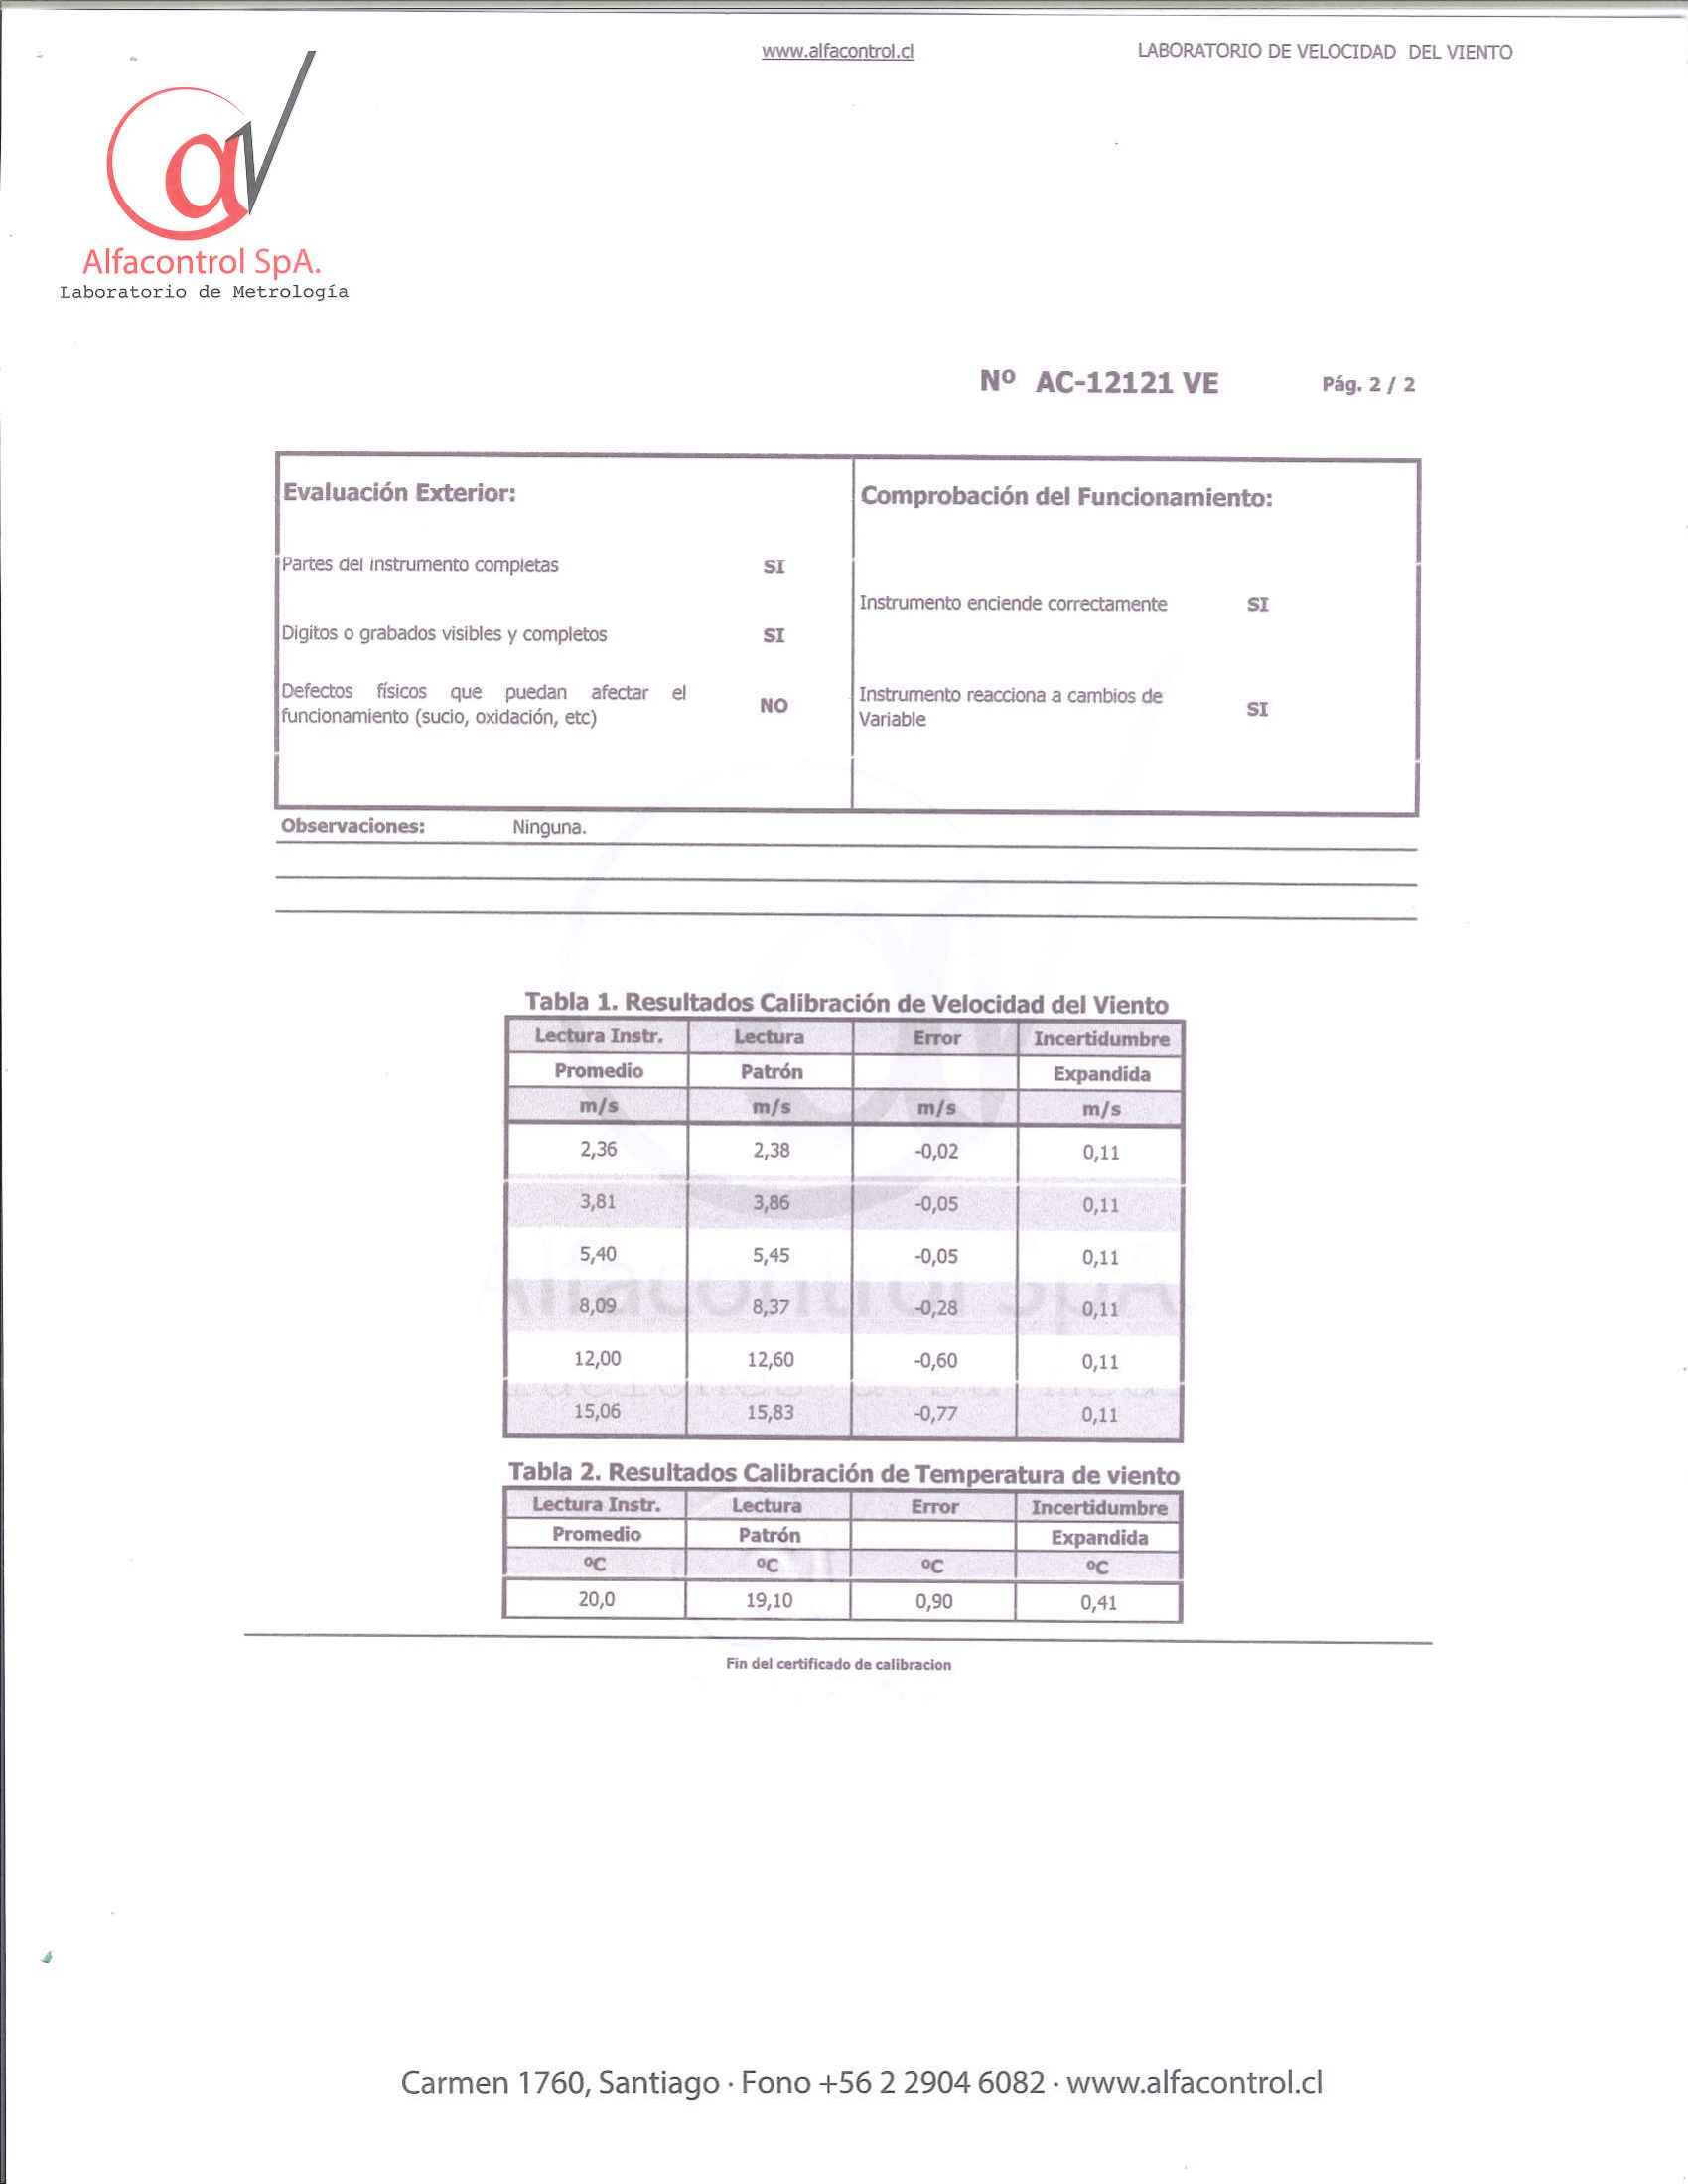 www.alfacontrol.cl LABORATORIO DE VELOCIDAD DEL VIENTO
Alfacontrol SpA.
Laboratorio de Metrología
Nº AC-12121 VE Pág. 2 / 2
Evaluación Exterior:
Partes del instrumento completas SI
Digitos o grabados visibles y completos SI
Defectos físicos que puedan afectar el
funcionamiento (sucio, oxidación, etc) NO
Comprobación del Funcionamiento:
Instrumento enciende correctamente SI
Instrumento reacciona a cambios de
Variable SI
Observaciones: Ninguna.
Tabla 1. Resultados Calibración de Velocidad del Viento
Lectura Instr. Lectura Error Incertidumbre
Promedio Patrón Expandida
m/s m/s m/s m/s
2,36 2,38 -0,02 0,11
3,81 3,86 -0,05 0,11
5,40 5,45 -0,05 0,11
8,09 8,37 -0,28 0,11
12,00 12,60 -0,60 0,11
15,06 15,83 -0,77 0,11
Alfacontrol SpA.
Tabla 2. Resultados Calibración de Temperatura de viento
Lectura Instr. Lectura Error Incertidumbre
Promedio Patrón Expandida
ºC ºC ºC ºC
20,0 19,10 0,90 0,41
Fin del certificado de calibracion
Carmen 1760, Santiago · Fono +56 2 2904 6082 · www.alfacontrol.cl